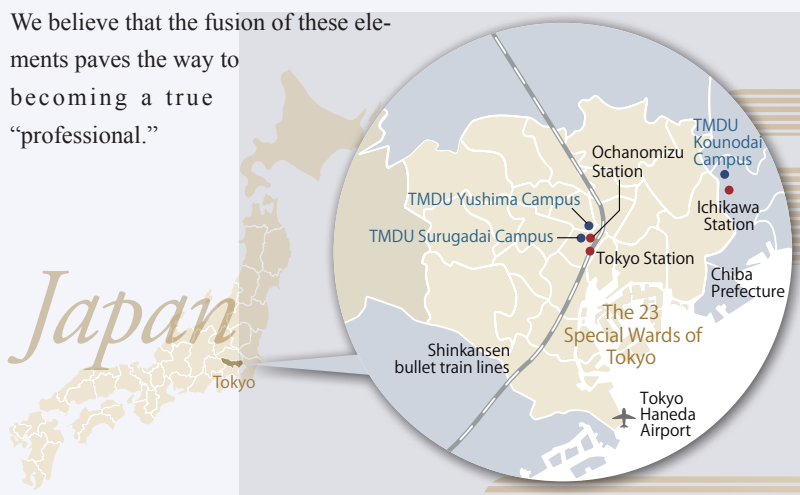 We believe that the fusion of these ele-
ments paves the way to
becoming a true
“professional.”
Japan
Tokyo
TMDU
Kounodai
Campus
Ochanomizu
Station
TMDU Yushima Campus
Ichikawa
Station
TMDU Surugadai Campus
Tokyo Station
Chiba
Prefecture
The 23
Special Wards of
Tokyo
Shinkansen
bullet train lines
Tokyo
Haneda
Airport